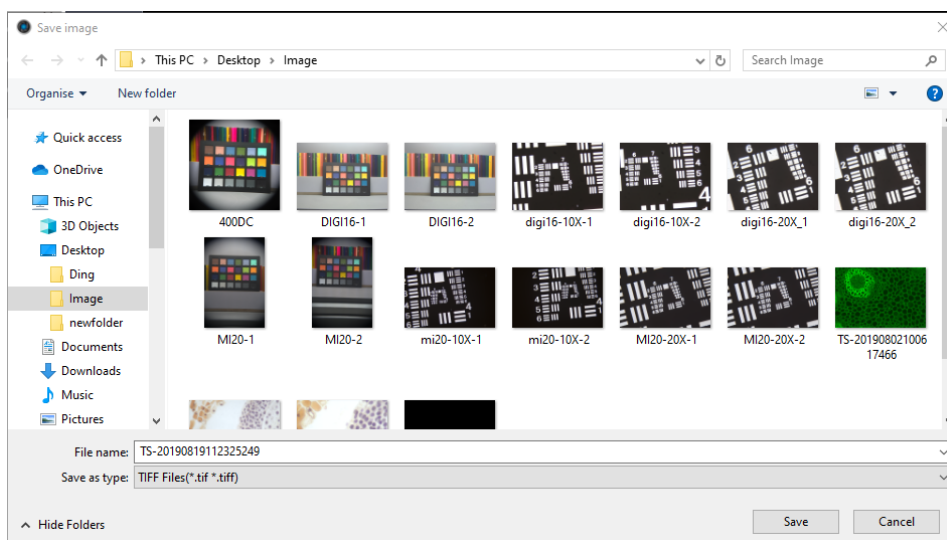 Save image
This PC > Desktop > Image
Search Image
Organise
New folder
Quick access
OneDrive
This PC
3D Objects
Desktop
Ding
Image
newfolder
Documents
Downloads
Music
Pictures
400DC
DIGI16-1
DIGI16-2
digi16-10X-1
digi16-10X-2
digi16-20X_1
digi16-20X_2
MI20-1
MI20-2
mi20-10X-1
mi20-10X-2
MI20-20X-1
MI20-20X-2
TS-201908021006
17466
File name: TS-20190819112325249
Save as type: TIFF Files(*.tif *.tiff)
Hide Folders
Save
Cancel